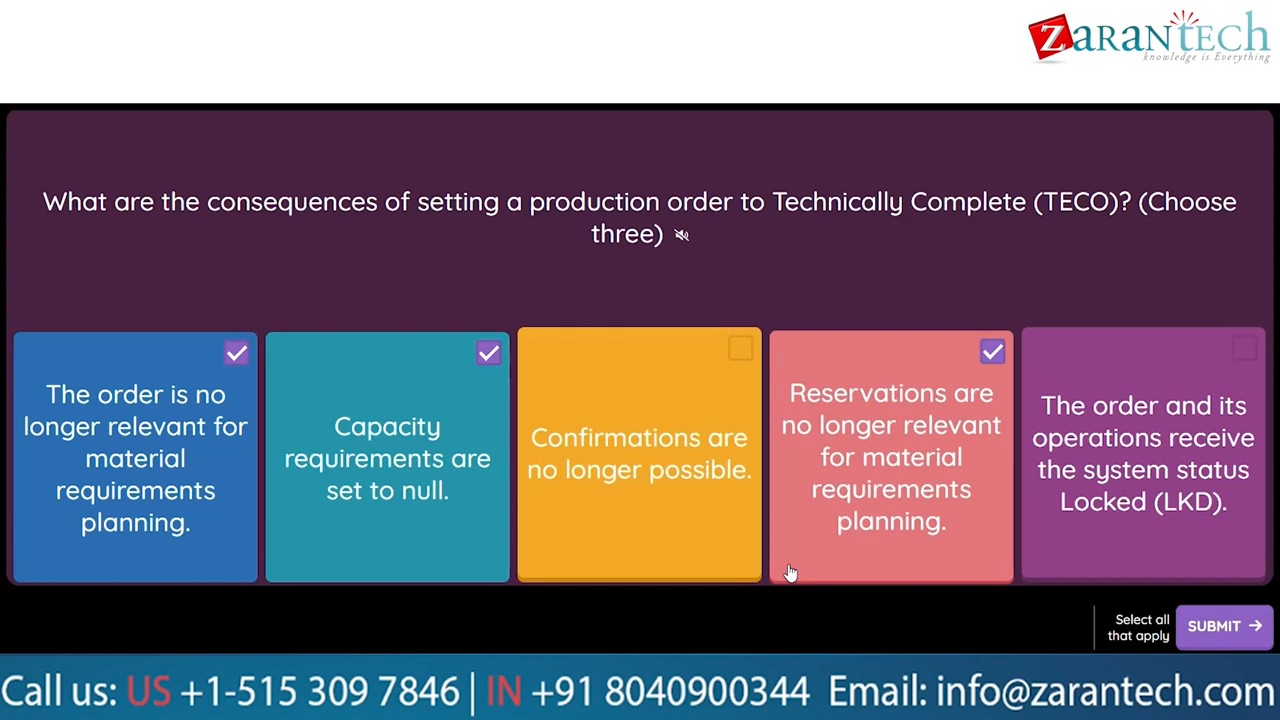 ZARANTECH
knowledge is Everything
What are the consequences of setting a production order to Technically Complete (TECO)? (Choose
three)
The order is no
longer relevant for
material
requirements
planning.
Capacity
requirements are
set to null.
Confirmations are
no longer possible.
Reservations are
no longer relevant
for material
requirements
planning.
The order and its
operations receive
the system status
Locked (LKD).
Select all
that apply
SUBMIT →
Call us: US +1-515 309 7846 | IN +91 8040900344 Email: info@zarantech.com